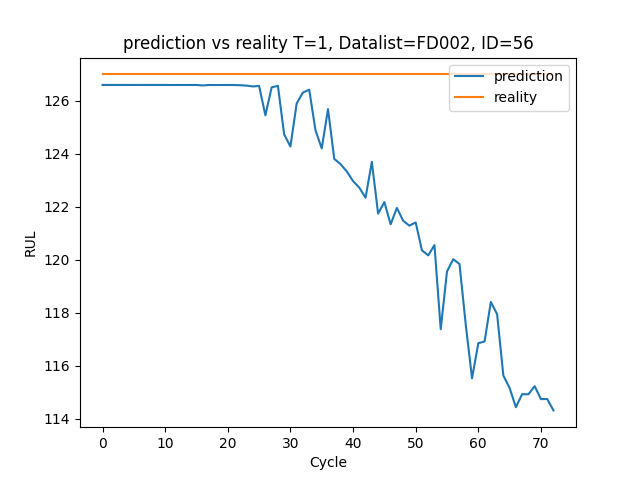 prediction vs reality T=1, Datalist=FD002, ID=56
prediction
reality
126
124
122
120
118
116
114
RUL
0 10 20 30 40 50 60 70
Cycle